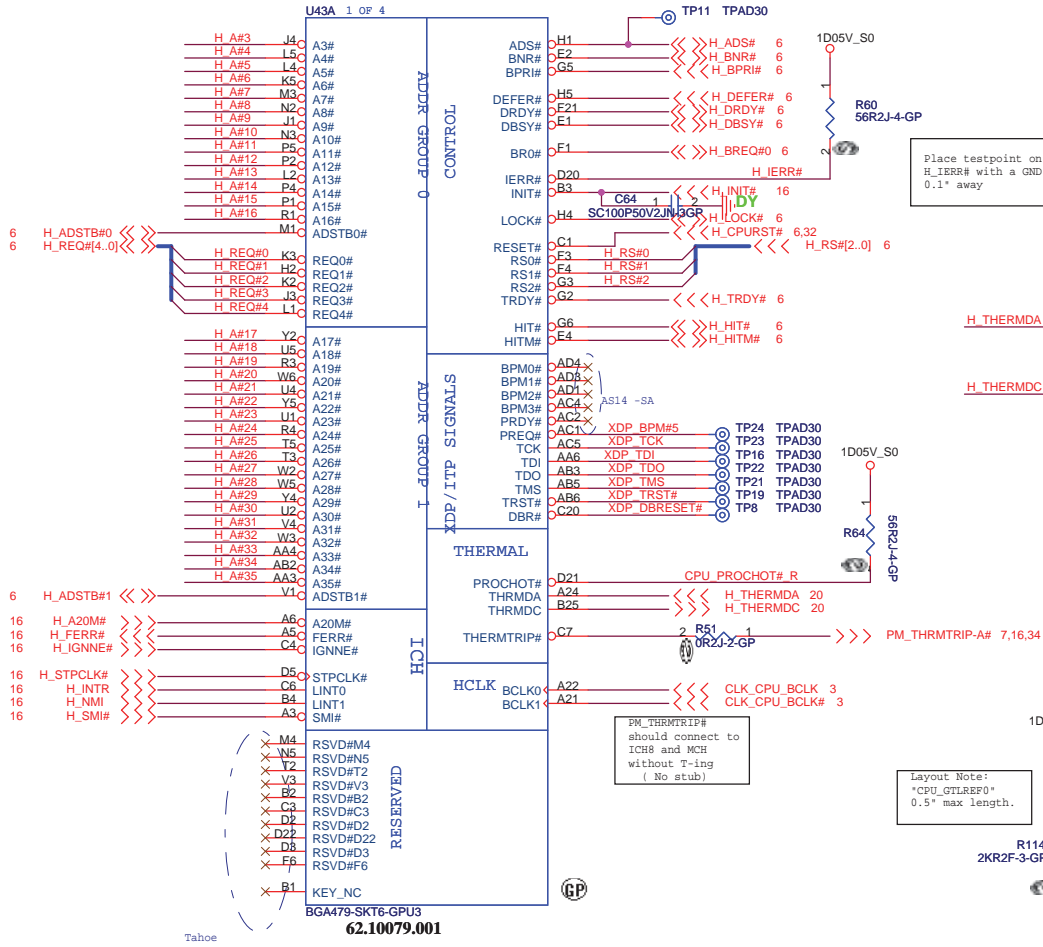 U43A 1 OF 4
TP11 TPAD30
H_A#3 J4 A3#
H_A#4 L5 A4#
H_A#5 L4 A5#
H_A#6 K5 A6#
H_A#7 M3 A7#
H_A#8 N2 A8#
H_A#9 J1 A9#
H_A#10 N3 A10#
H_A#11 P5 A11#
H_A#12 P2 A12#
H_A#13 L2 A13#
H_A#14 P4 A14#
H_A#15 P1 A15#
H_A#16 R1 A16#
6 H_ADSTB#0 M1 ADSTB0#
6 H_REQ#[4..0]
H_REQ#0 K3 REQ0#
H_REQ#1 H2 REQ1#
H_REQ#2 K2 REQ2#
H_REQ#3 J3 REQ3#
H_REQ#4 L1 REQ4#
ADDR GROUP 0
H_A#17 Y2 A17#
H_A#18 U5 A18#
H_A#19 R3 A19#
H_A#20 W6 A20#
H_A#21 U4 A21#
H_A#22 Y5 A22#
H_A#23 U1 A23#
H_A#24 R4 A24#
H_A#25 T5 A25#
H_A#26 T3 A26#
H_A#27 W2 A27#
H_A#28 W5 A28#
H_A#29 Y4 A29#
H_A#30 U2 A30#
H_A#31 V4 A31#
H_A#32 W3 A32#
H_A#33 AA4 A33#
H_A#34 AB2 A34#
H_A#35 AA3 A35#
6 H_ADSTB#1 V1 ADSTB1#
ADDR GROUP 1
16 H_A20M# A6 A20M#
16 H_FERR# A5 FERR#
16 H_IGNNE# C4 IGNNE#
16 H_STPCLK# D5 STPCLK#
16 H_INTR C6 LINT0
16 H_NMI B4 LINT1
16 H_SMI# A3 SMI#
ICH
M4 RSVD#M4
N5 RSVD#N5
T2 RSVD#T2
V3 RSVD#V3
B2 RSVD#B2
C3 RSVD#C3
D2 RSVD#D2
D22 RSVD#D22
D3 RSVD#D3
F6 RSVD#F6
B1 KEY_NC
RESERVED
BGA479-SKT6-GPU3
62.10079.001
Tahoe
GP
CONTROL
ADS# H1 H_ADS# 6
BNR# E2 H_BNR# 6
BPRI# G5 H_BPRI# 6
DEFER# H5 H_DEFER# 6
DRDY# F21 H_DRDY# 6
DBSY# E1 H_DBSY# 6
BR0# F1 H_BREQ#0 6
IERR# D20 H_IERR#
INIT# B3 H_INIT# 16
C64 1 2 DY
SC100P50V2JN-3GP
LOCK# H4 H_LOCK# 6
RESET# C1 H_CPURST# 6,32
RS0# F3 H_RS#0 H_RS#[2..0] 6
RS1# F4 H_RS#1
RS2# G3 H_RS#2
TRDY# G2 H_TRDY# 6
HIT# G6 H_HIT# 6
HITM# E4 H_HITM# 6
XDP/ITP SIGNALS
BPM0# AD4
BPM1# AD3
BPM2# AD1
BPM3# AC4
PRDY# AC2
AS14 -SA
PREQ# AC1 XDP_BPM#5 TP24 TPAD30
TCK AC5 XDP_TCK TP23 TPAD30
TDI AA6 XDP_TDI TP16 TPAD30
TDO AB3 XDP_TDO TP22 TPAD30
TMS AB5 XDP_TMS TP21 TPAD30
TRST# AB6 XDP_TRST# TP19 TPAD30
DBR# C20 XDP_DBRESET# TP8 TPAD30
THERMAL
PROCHOT# D21 CPU_PROCHOT#_R
THRMDA A24 H_THERMDA 20
THRMDC B25 H_THERMDC 20
THERMTRIP# C7 2 R51 1 PM_THRMTRIP-A# 7,16,34
0R2J-2-GP
HCLK
BCLK0 A22 CLK_CPU_BCLK 3
BCLK1 A21 CLK_CPU_BCLK# 3
PM_THRMTRIP#
should connect to
ICH8 and MCH
without T-ing
( No stub)
1D05V_S0
1
R60
56R2J-4-GP
2
Place testpoint on
H_IERR# with a GND
0.1" away
H_THERMDA
H_THERMDC
1D05V_S0
1
R64
56R2J-4-GP
1D
Layout Note:
"CPU_GTLREF0"
0.5" max length.
R114
2KR2F-3-GP